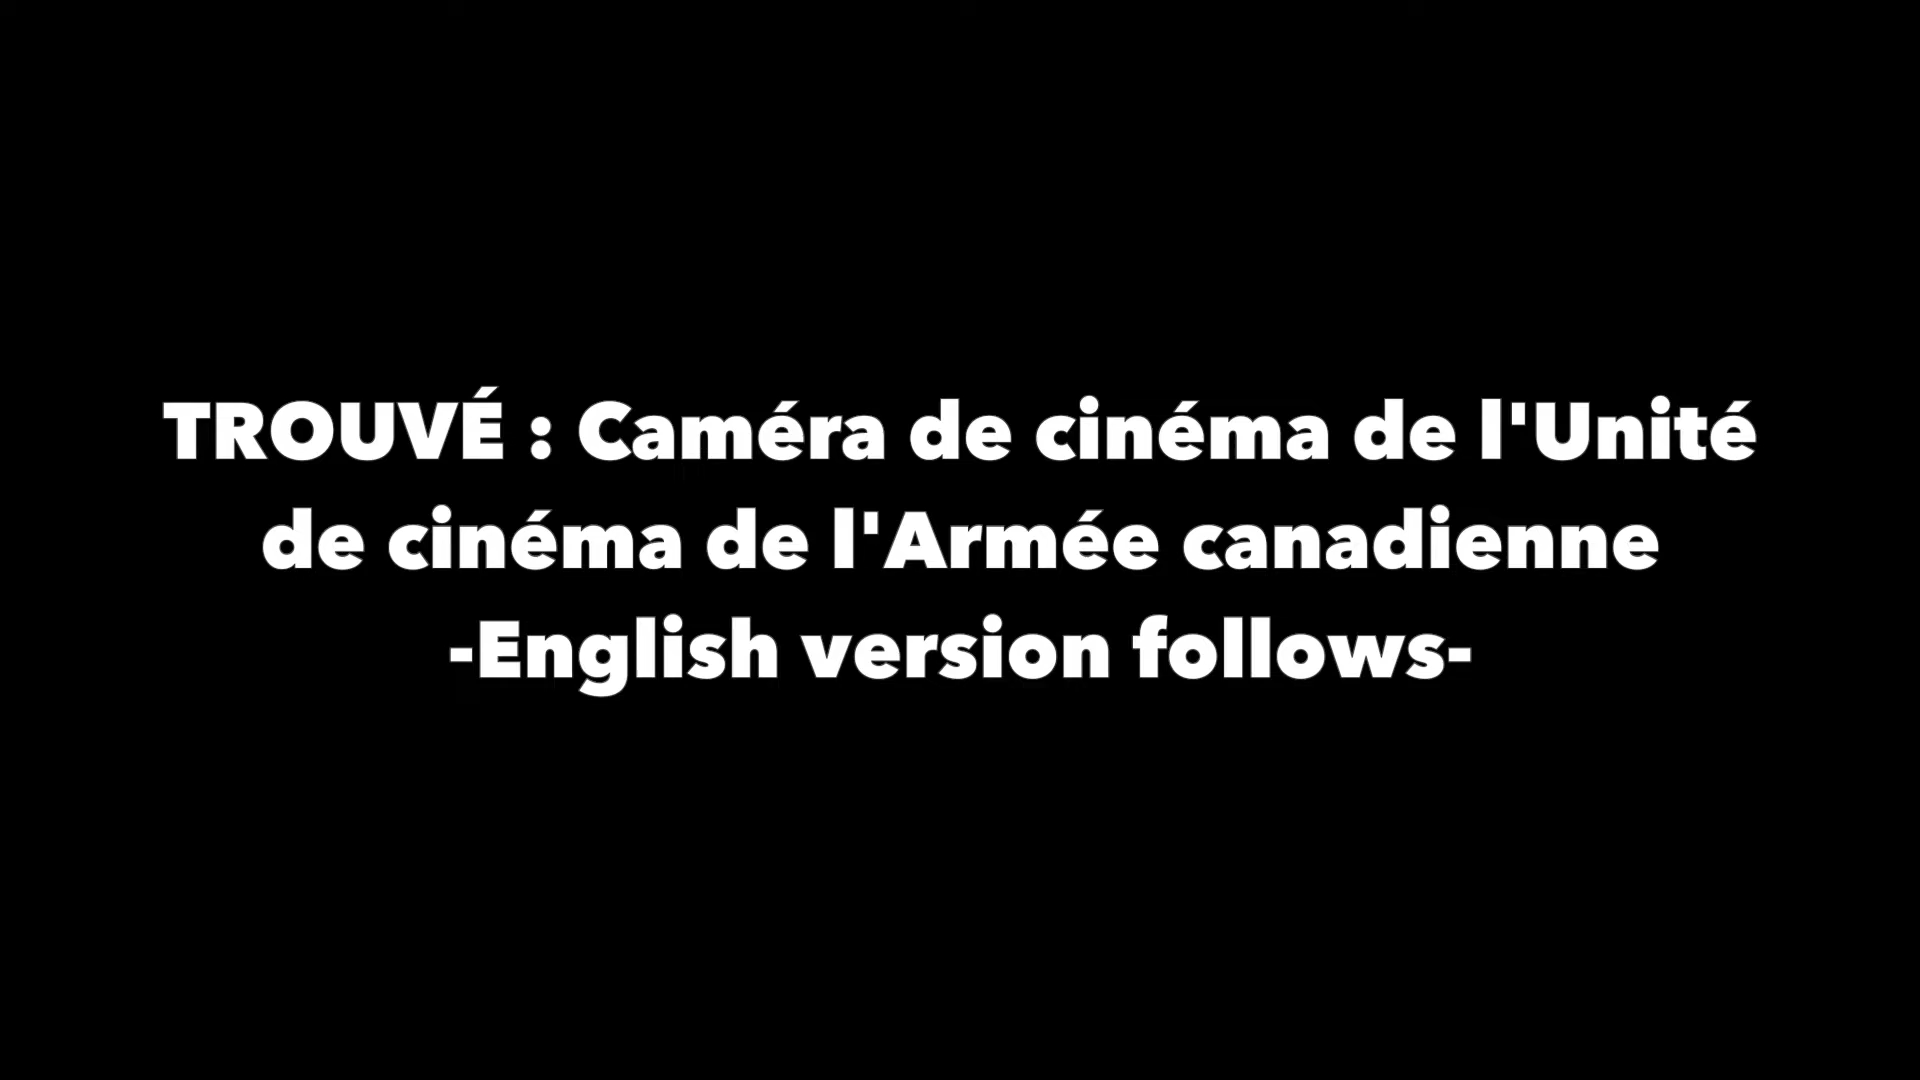 TROUVÉ : Caméra de cinéma de l'Unité
de cinéma de l'Armée canadienne
-English version follows-